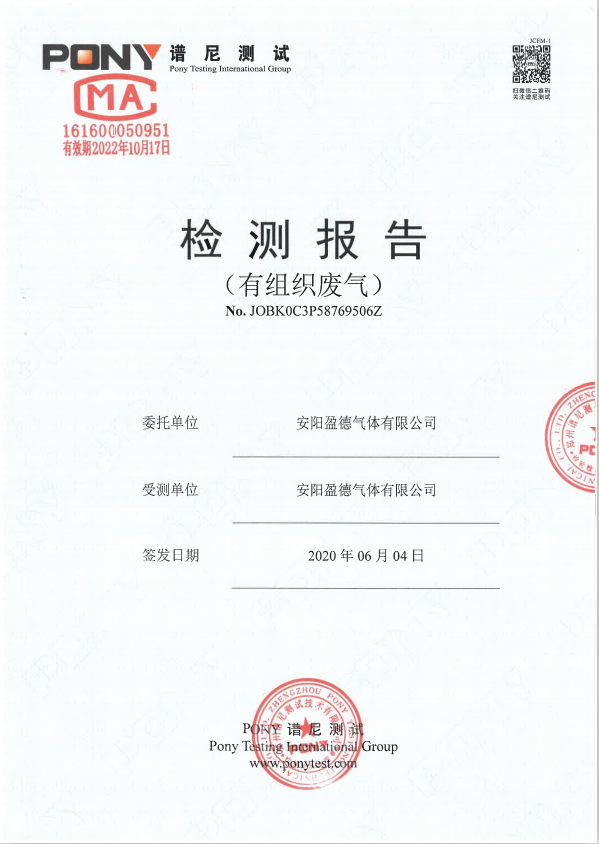 JCFM-1
PONY 谱尼测试
Pony Testing International Group
扫微信二维码
关注谱尼测试
CMA
161600050951
有效期2022年10月17日
检测报告
（有组织废气）
No. JOBK0C3P58769506Z
委托单位 安阳盈德气体有限公司
受测单位 安阳盈德气体有限公司
签发日期 2020 年 06 月 04 日
PONY 谱尼测试
Pony Testing International Group
www.ponytest.com